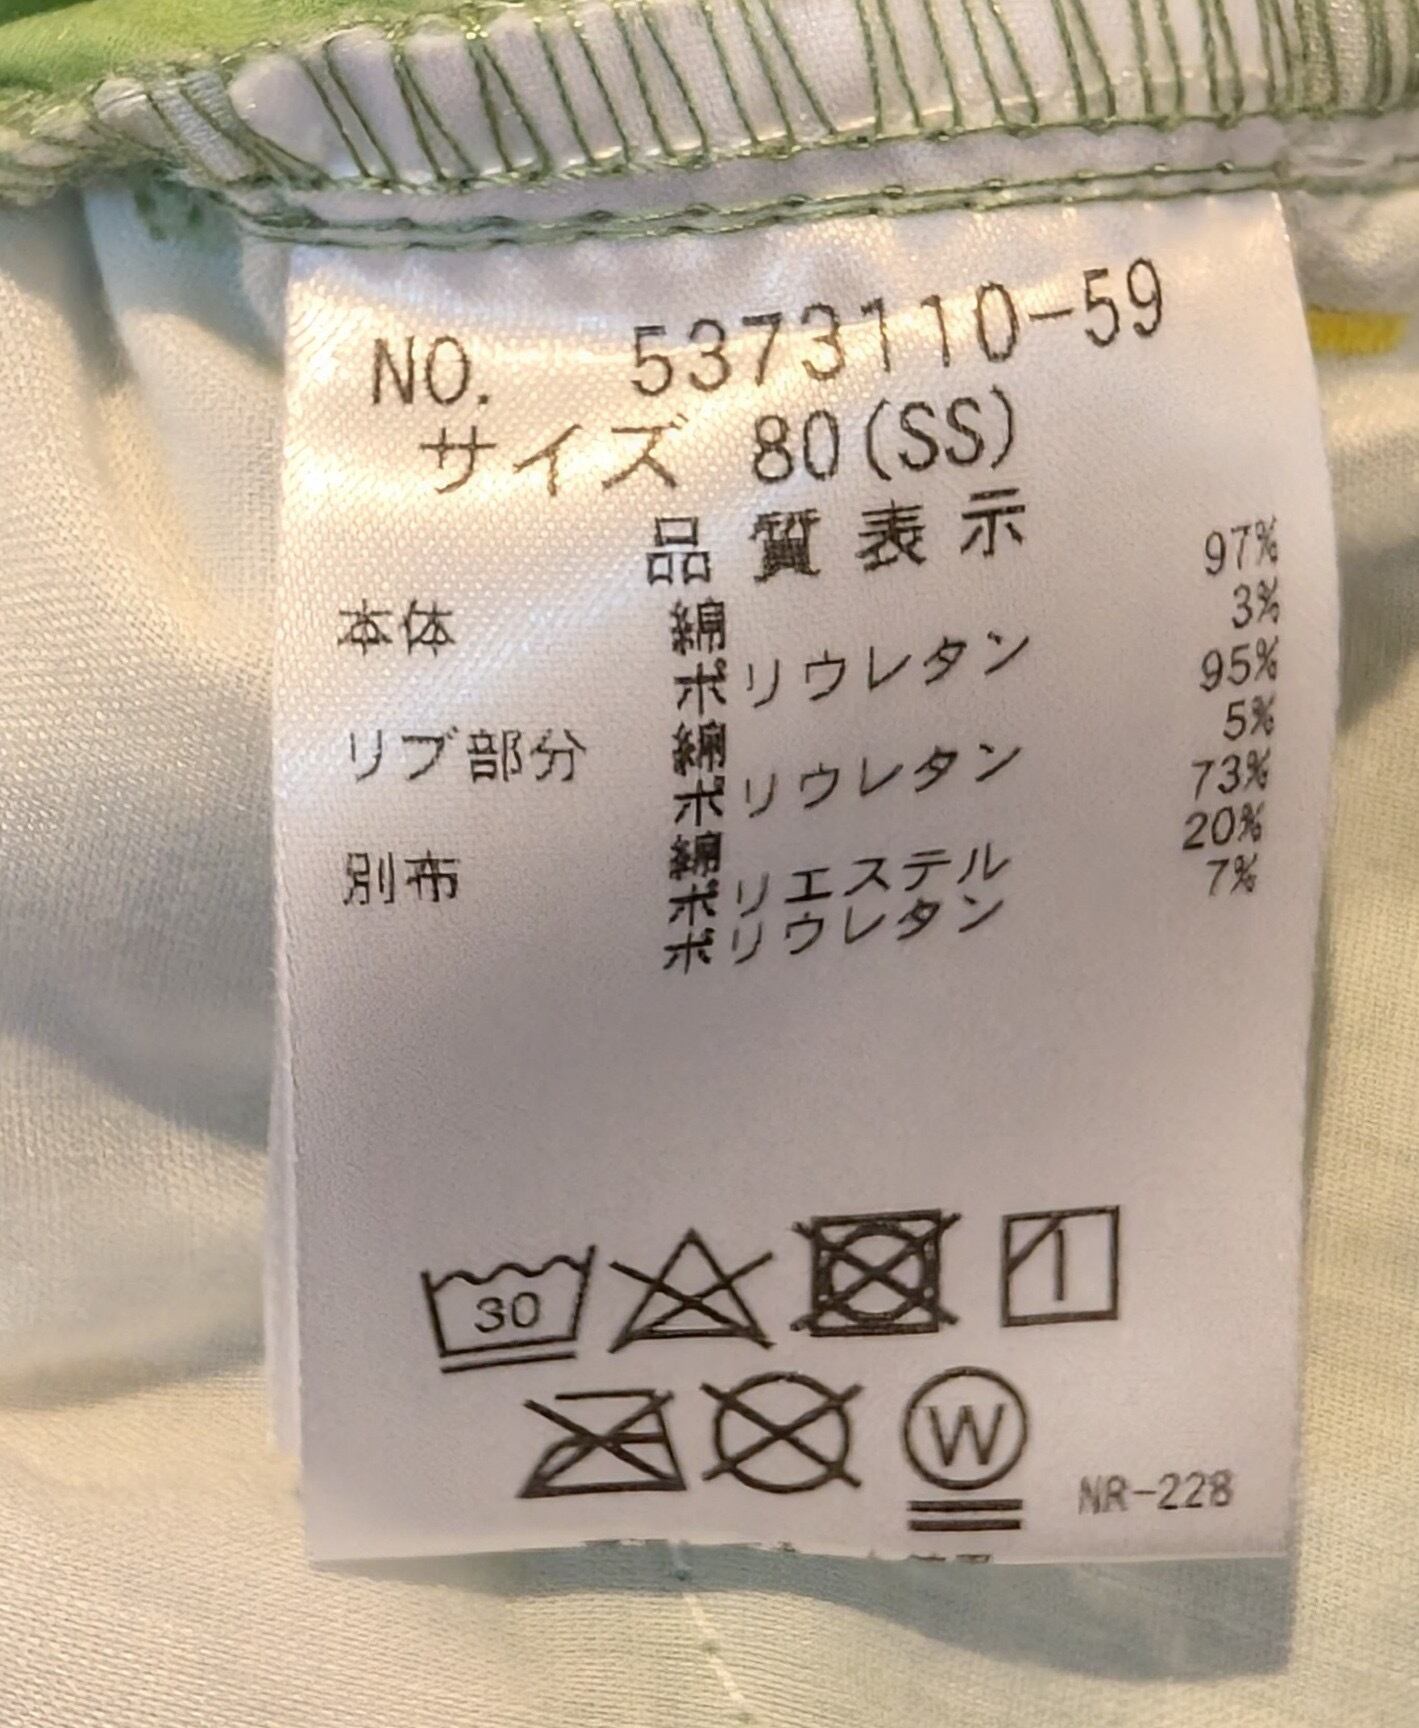 NO. 5373110-59
サイズ 80(SS)
品質表示
本体 綿 97%
ポリウレタン 3%
リブ部分 綿 95%
ポリウレタン 5%
別布 綿 73%
ポリエステル 20%
ポリウレタン 7%
30
W
NR-228